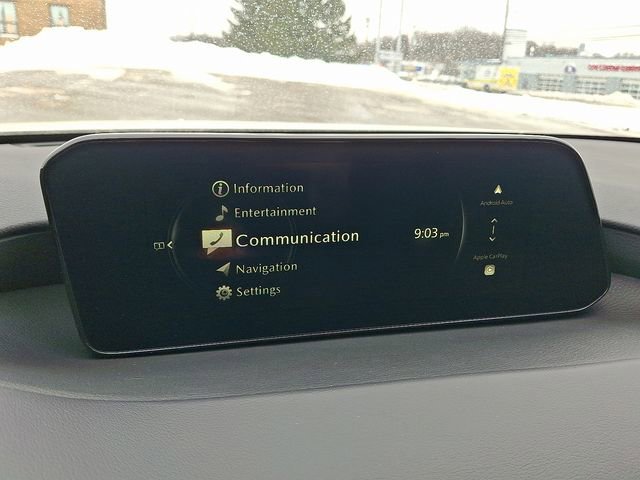 Information
Entertainment
Communication
Navigation
Settings
9:03 pm
Android Auto
Apple CarPlay